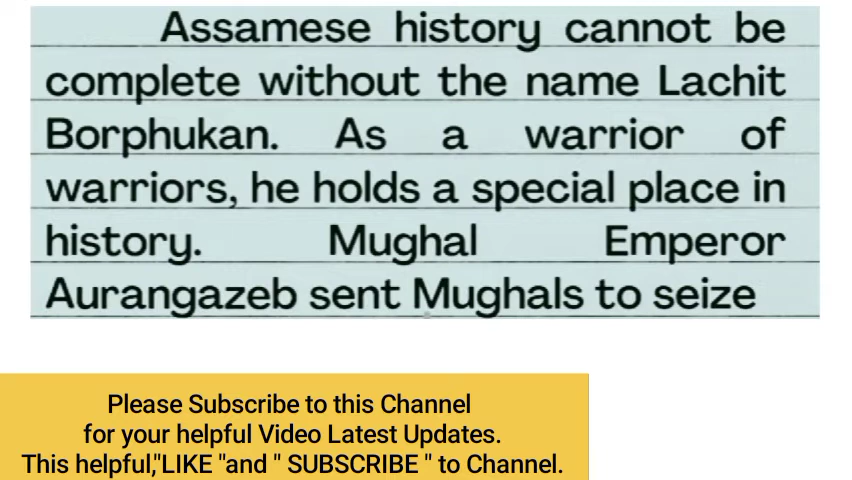 Assamese history cannot be
complete without the name Lachit
Borphukan. As a warrior of
warriors, he holds a special place in
history. Mughal Emperor
Aurangazeb sent Mughals to seize
Please Subscribe to this Channel
for your helpful Video Latest Updates.
This helpful,"LIKE "and " SUBSCRIBE " to Channel.